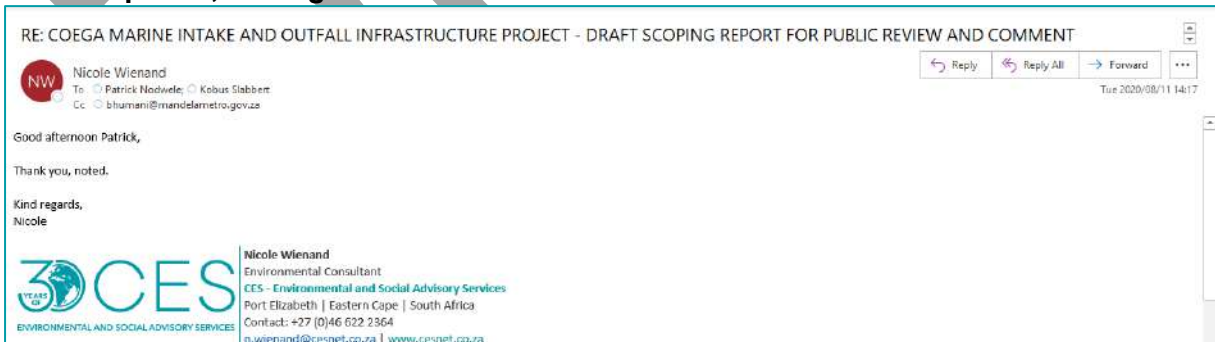 RE: COEGA MARINE INTAKE AND OUTFALL INFRASTRUCTURE PROJECT - DRAFT SCOPING REPORT FOR PUBLIC REVIEW AND COMMENT
NW
Nicole Wienand
To Patrick Nodwele; Kobus Slabbert
Cc bhumani@mandelametro.gov.za
Reply
Reply All
Forward
Tue 2020/08/11 14:17
Good afternoon Patrick,
Thank you, noted.
Kind regards,
Nicole
30 YEARS OF
CES
ENVIRONMENTAL AND SOCIAL ADVISORY SERVICES
Nicole Wienand
Environmental Consultant
CES - Environmental and Social Advisory Services
Port Elizabeth | Eastern Cape | South Africa
Contact: +27 (0)46 622 2364
n.wienand@cesnet.co.za | www.cesnet.co.za